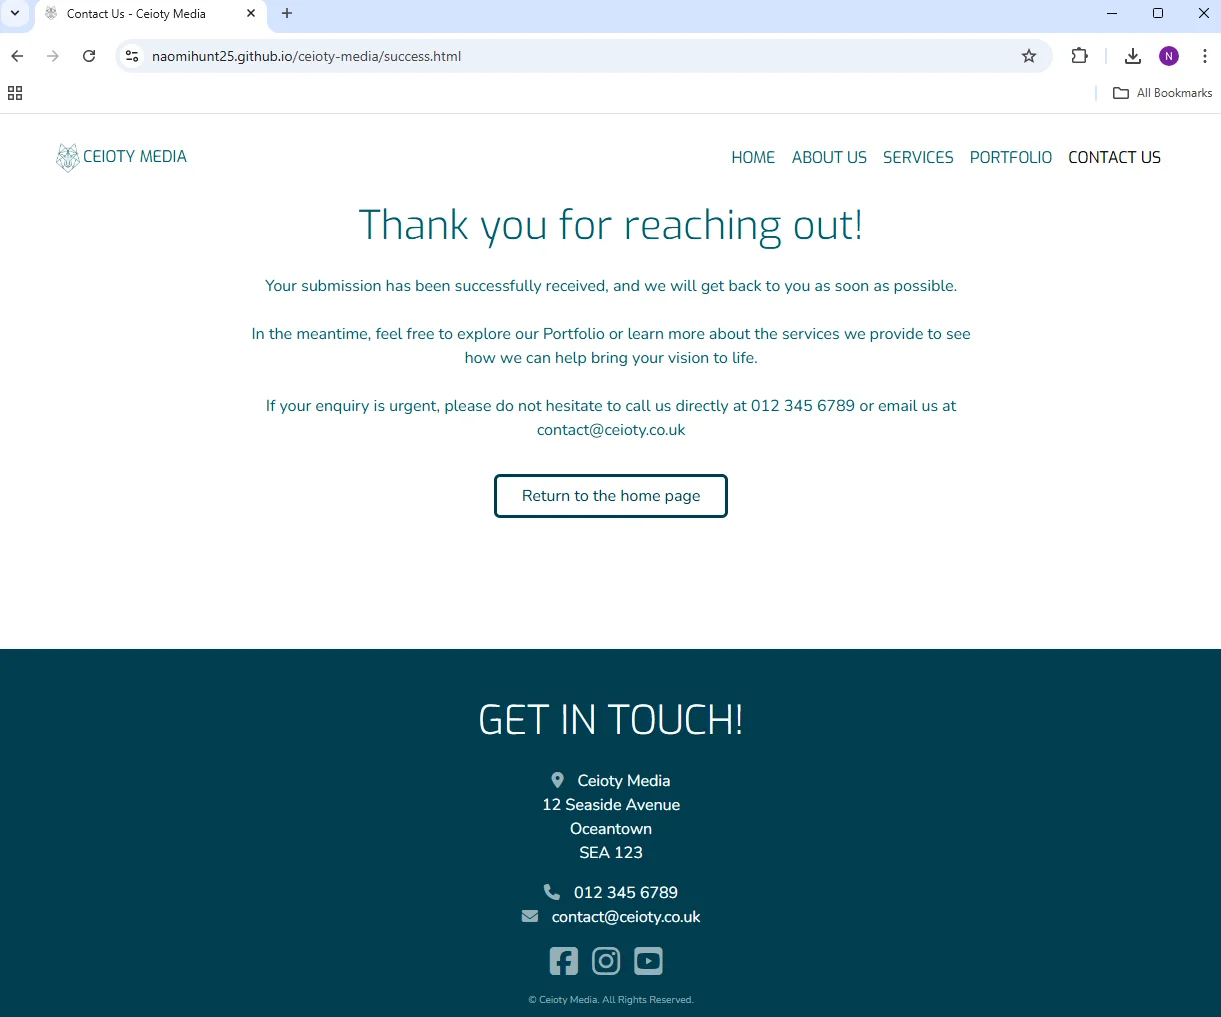 Contact Us - Ceioty Media
naomihunt25.github.io/ceioty-media/success.html
N
All Bookmarks
CEIOTY MEDIA
HOME ABOUT US SERVICES PORTFOLIO CONTACT US
Thank you for reaching out!
Your submission has been successfully received, and we will get back to you as soon as possible.
In the meantime, feel free to explore our Portfolio or learn more about the services we provide to see
how we can help bring your vision to life.
If your enquiry is urgent, please do not hesitate to call us directly at 012 345 6789 or email us at
contact@ceioty.co.uk
Return to the home page
GET IN TOUCH!
Ceioty Media
12 Seaside Avenue
Oceantown
SEA 123
012 345 6789
contact@ceioty.co.uk
© Ceioty Media. All Rights Reserved.